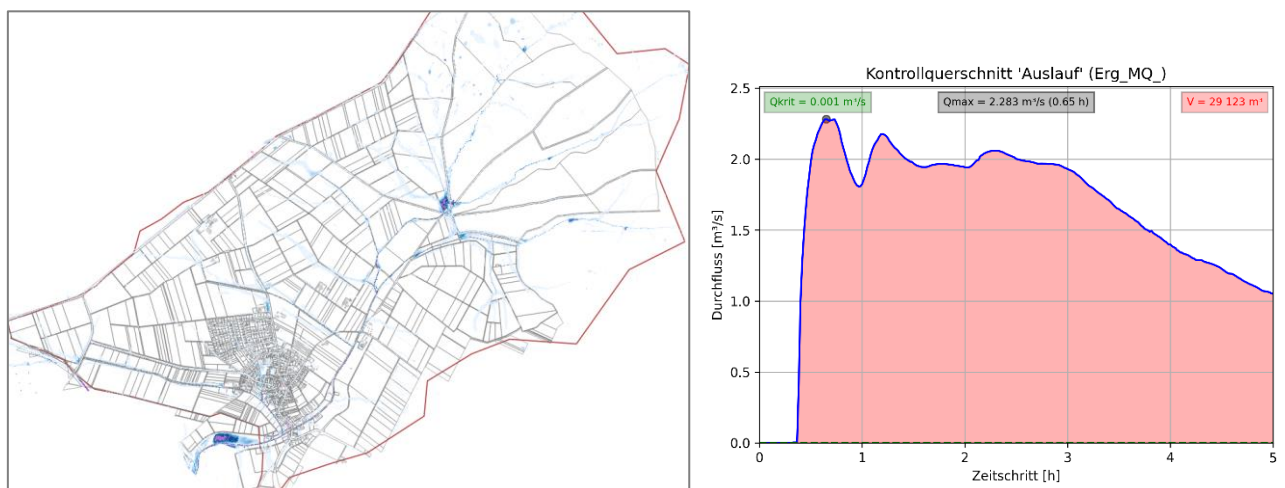 Kontrollquerschnitt 'Auslauf' (Erg_MQ_)
Qkrit = 0.001 m³/s
Qmax = 2.283 m³/s (0.65 h)
V = 29 123 m³
Durchfluss [m³/s]
2.5
2.0
1.5
1.0
0.5
0.0
0 1 2 3 4 5
Zeitschritt [h]